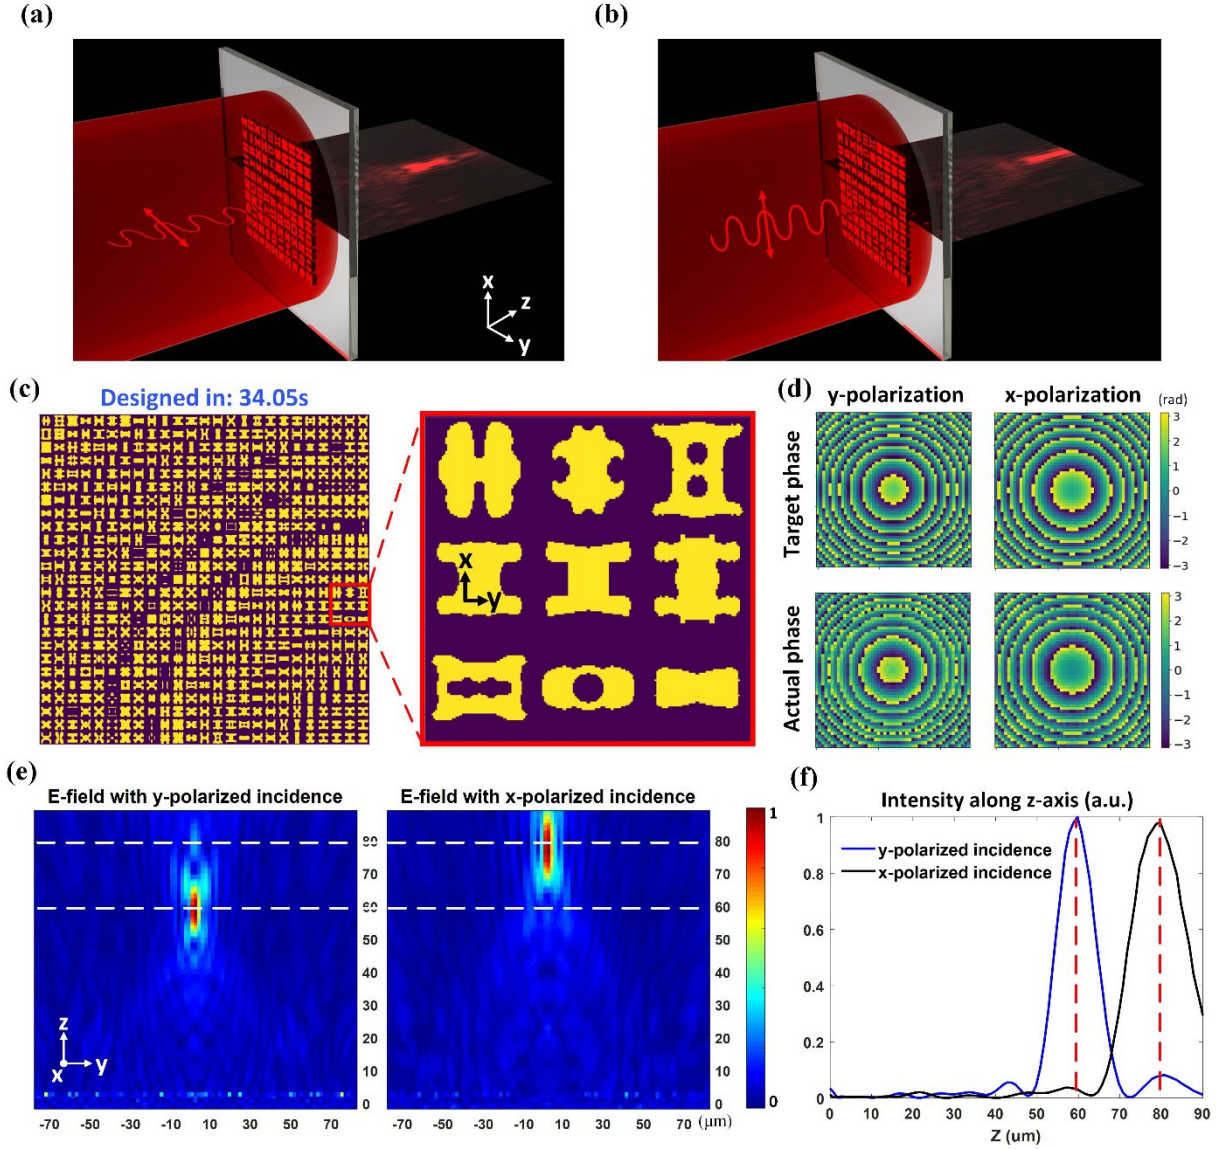 (a)
(b)
x
z
y
(c)
Designed in: 34.05s
x
y
(d)
y-polarization
x-polarization
(rad)
Target phase
3
2
1
0
−1
−2
−3
Actual phase
3
2
1
0
−1
−2
−3
(e)
E-field with y-polarized incidence
E-field with x-polarized incidence
80
70
50
40
30
20
10
0
z
x
y
-70
-50
-30
-10
10
30
50
70
80
70
60
50
40
30
20
10
0
-70
-50
-30
-10
10
30
50
70
(μm)
1
0
(f)
Intensity along z-axis (a.u.)
y-polarized incidence
x-polarized incidence
1
0.8
0.6
0.4
0.2
0
0
10
20
30
40
50
60
70
80
90
Z (um)